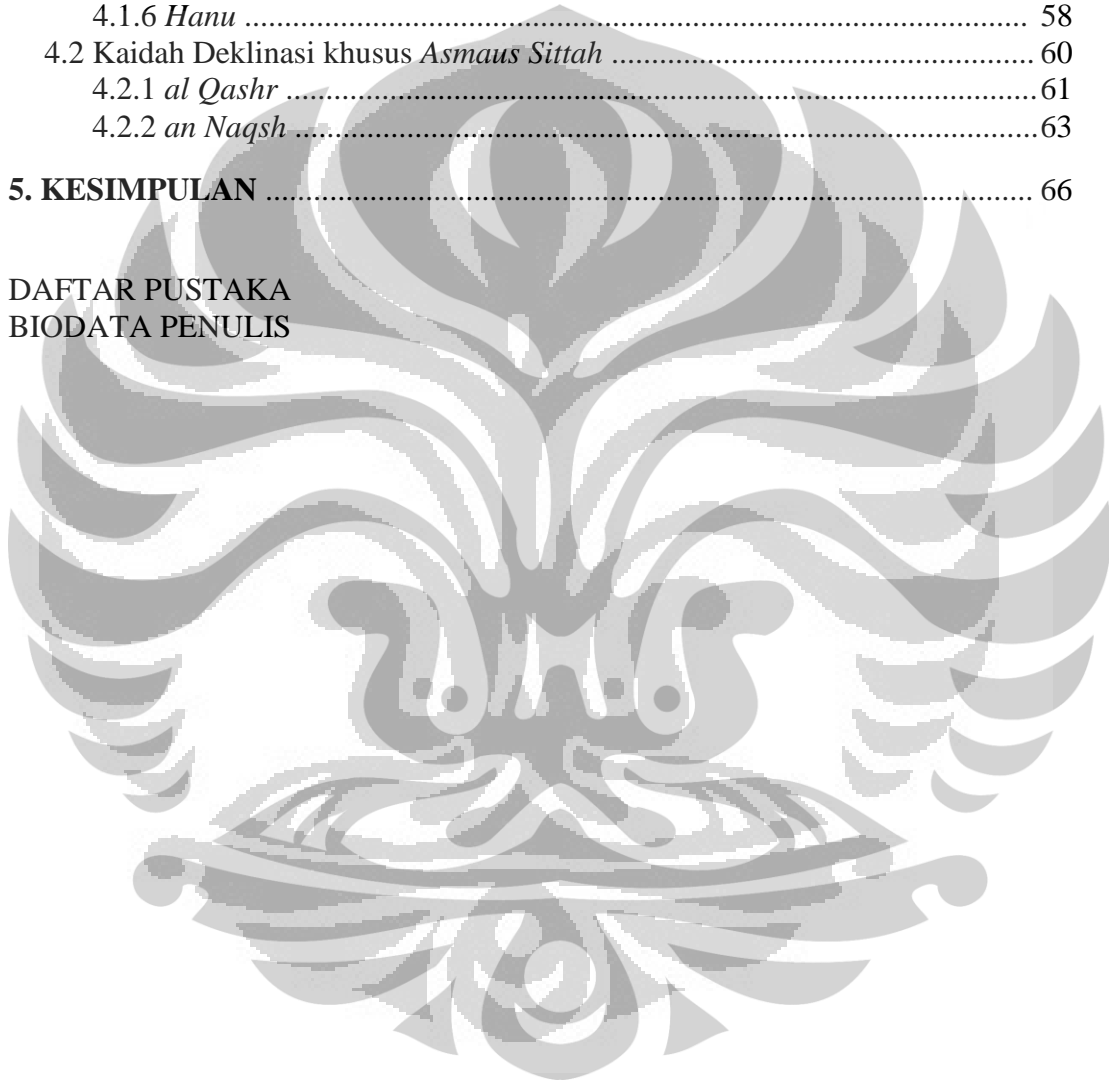 4.1.6 Hanu ........................................................................................................ 58
4.2 Kaidah Deklinasi khusus Asmaus Sittah ........................................................ 60
4.2.1 al Qashr .................................................................................................... 61
4.2.2 an Naqsh ................................................................................................... 63
5. KESIMPULAN ...................................................................................................... 66
DAFTAR PUSTAKA
BIODATA PENULIS